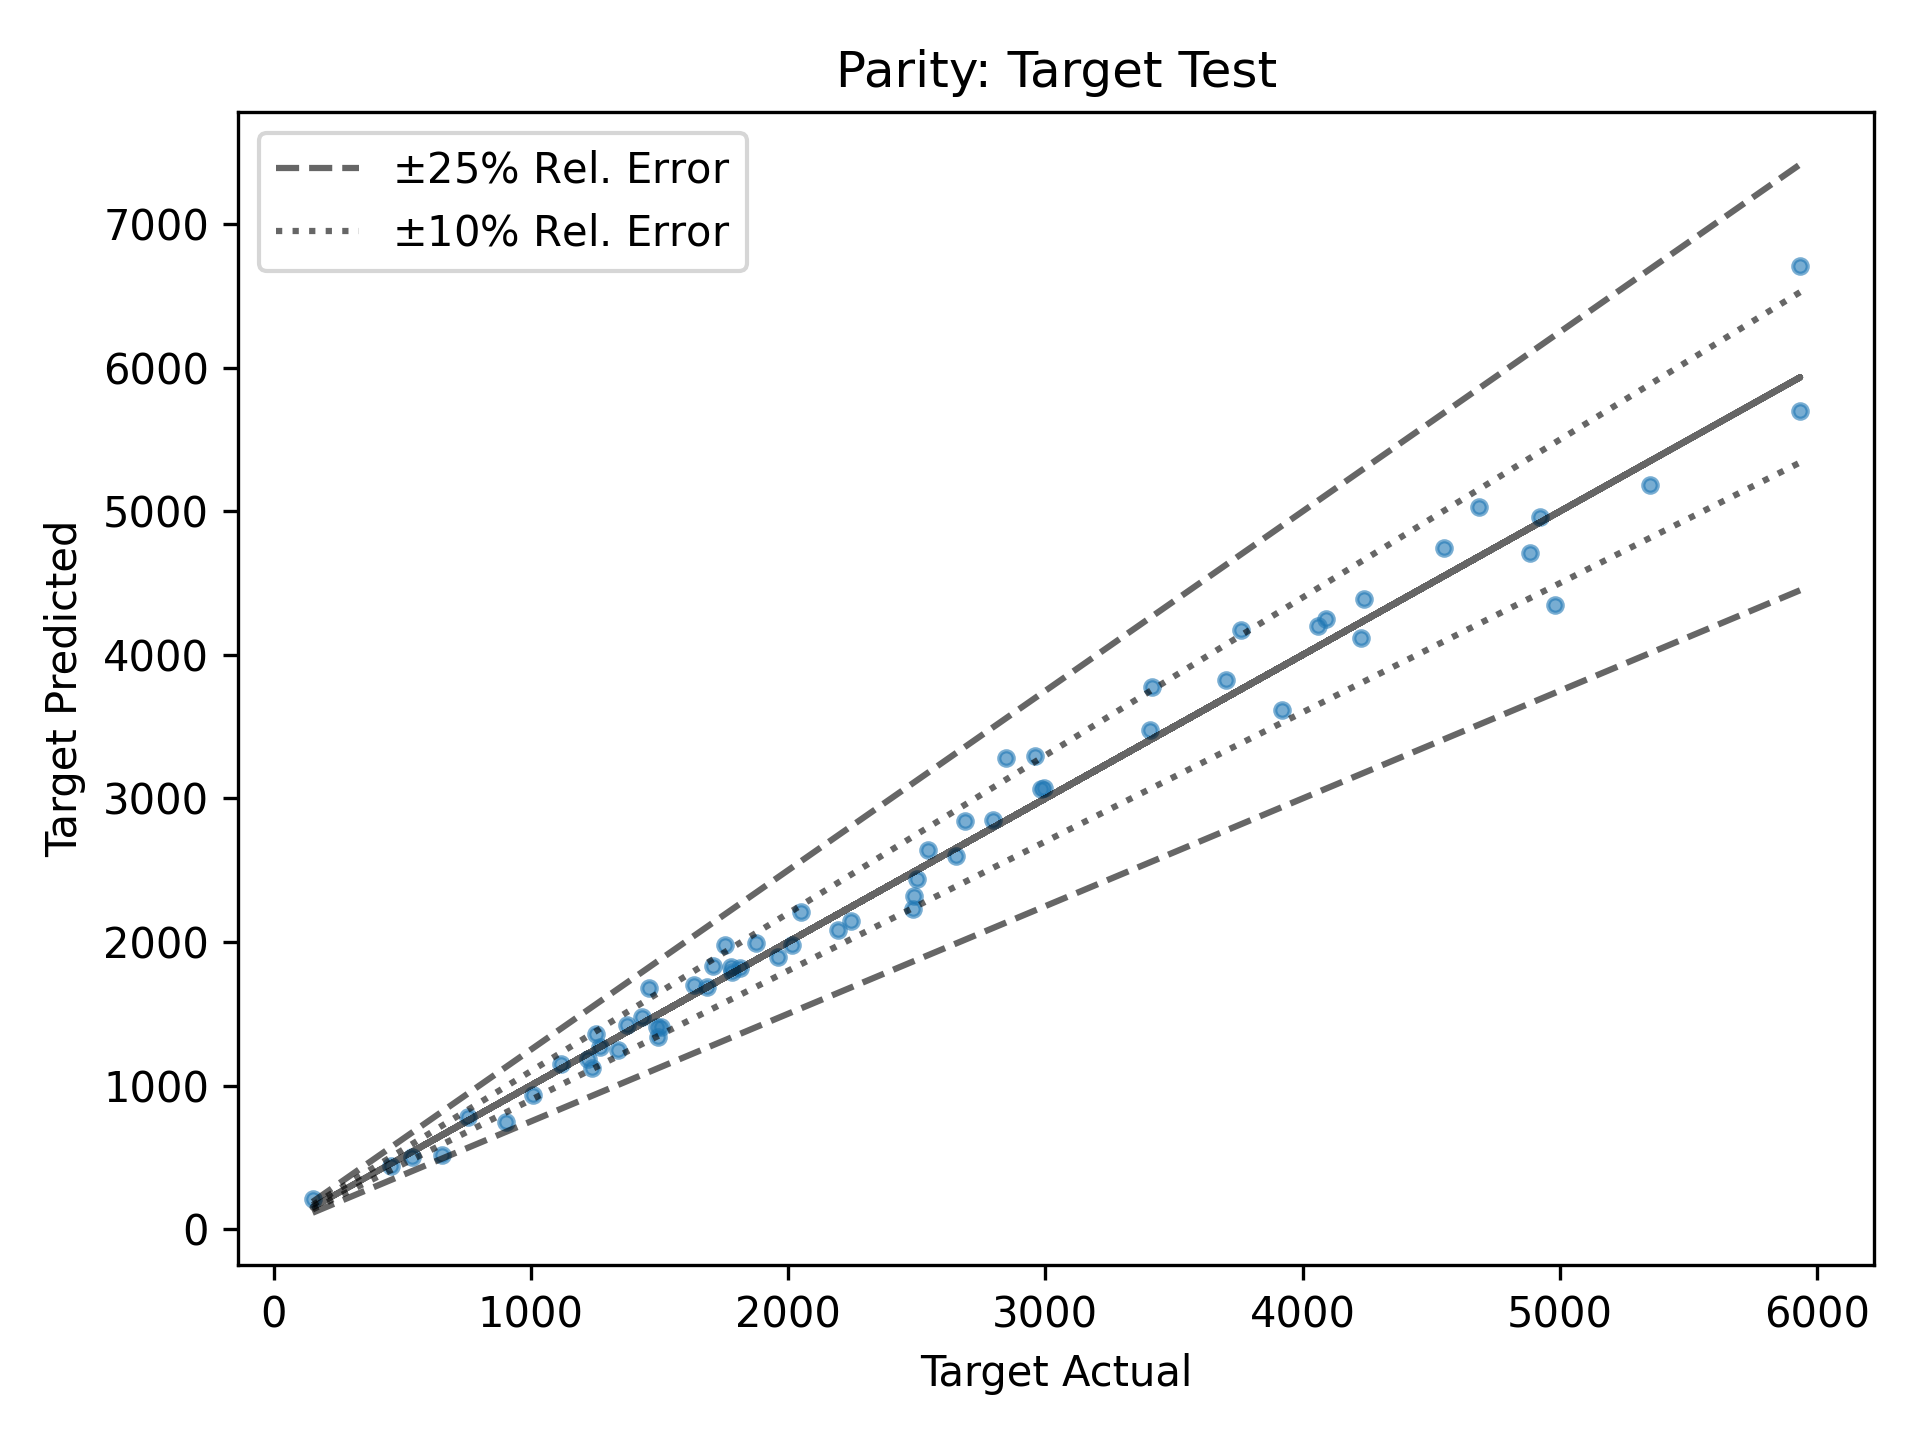 Parity: Target Test
±25% Rel. Error
±10% Rel. Error
7000
6000
5000
4000
3000
2000
1000
0
Target Predicted
0 1000 2000 3000 4000 5000 6000
Target Actual